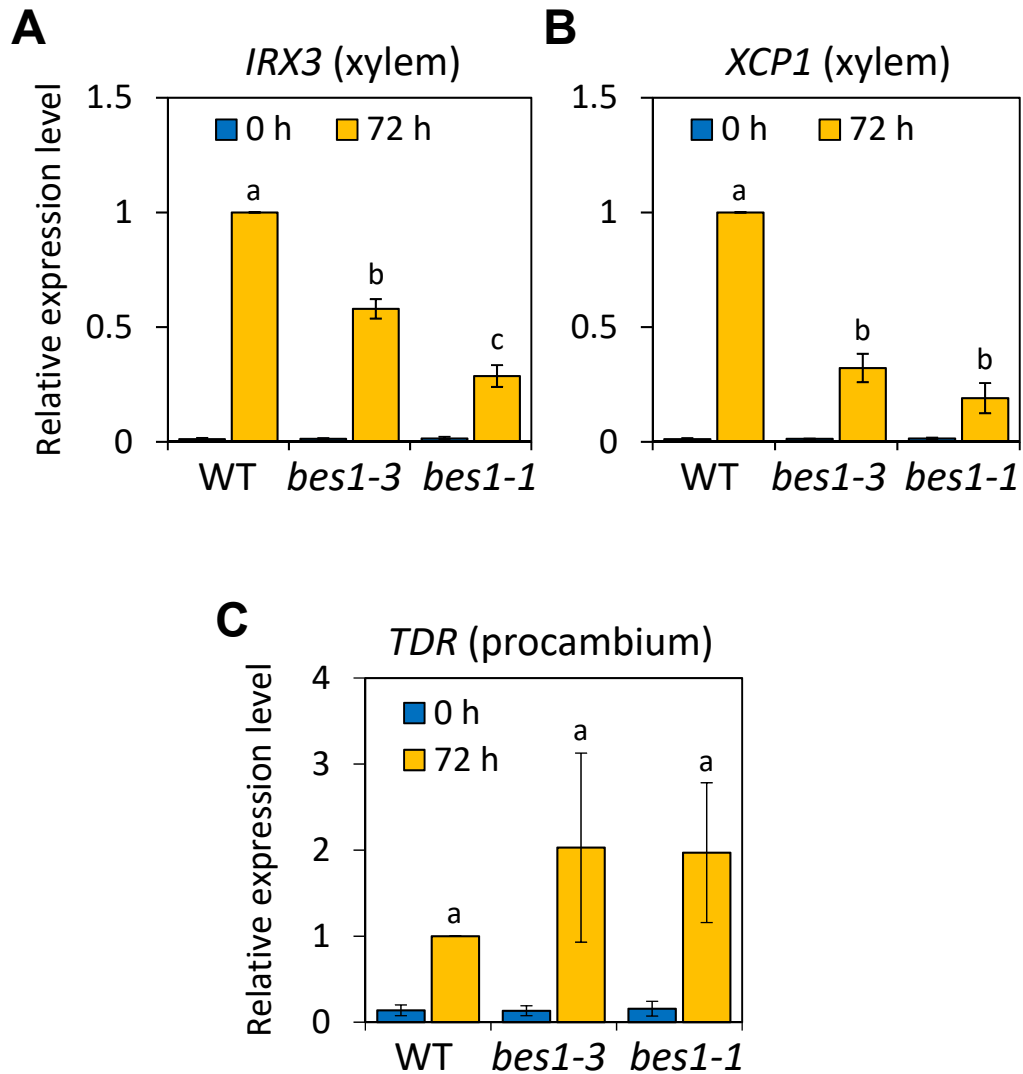 A
IRX3 (xylem)
Relative expression level
1.5
1
0.5
0
0 h
72 h
a
b
c
WT
bes1-3
bes1-1
B
XCP1 (xylem)
1.5
1
0.5
0
0 h
72 h
a
b
b
WT
bes1-3
bes1-1
C
TDR (procambium)
Relative expression level
4
3
2
1
0
0 h
72 h
a
a
a
WT
bes1-3
bes1-1